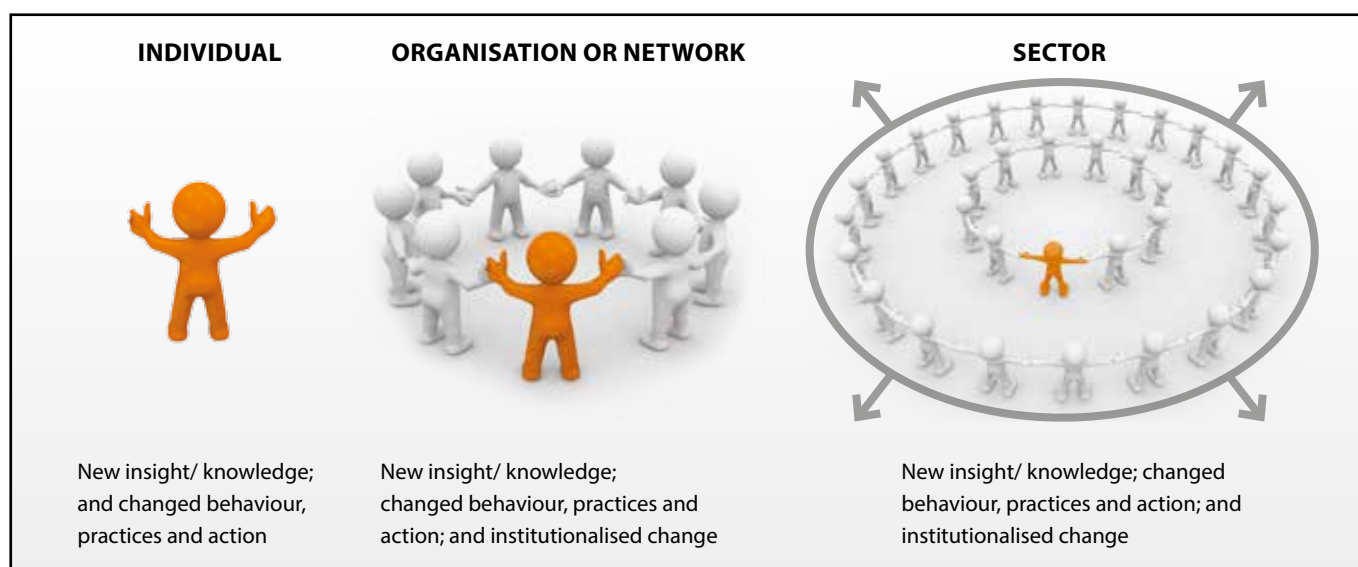 INDIVIDUAL
New insight/ knowledge;
and changed behaviour,
practices and action
ORGANISATION OR NETWORK
New insight/ knowledge;
changed behaviour, practices and
action; and institutionalised change
SECTOR
New insight/ knowledge; changed
behaviour, practices and action; and
institutionalised change